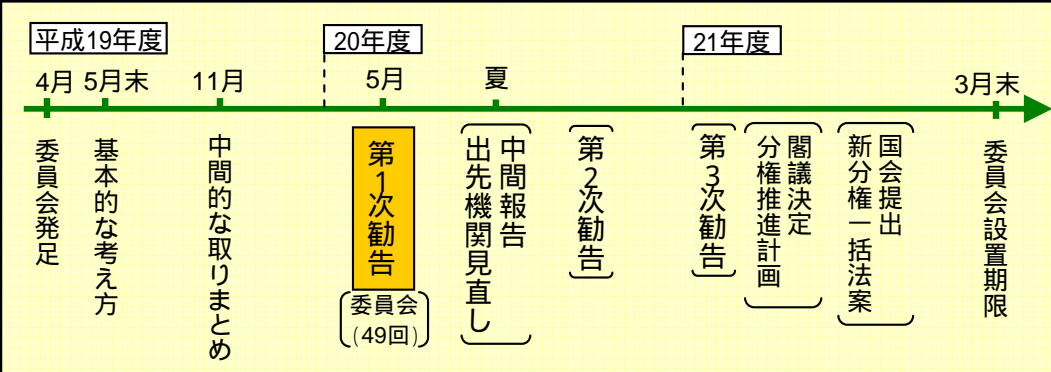 平成19年度
20年度
21年度
4月
5月末
11月
5月
夏
3月末
委員会発足
基本的な考え方
中間的な取りまとめ
第1次勧告
委員会
(49回)
中間報告
出先機関見直し
第2次勧告
第3次勧告
閣議決定
分権推進計画
国会提出
新分権一括法案
委員会設置期限